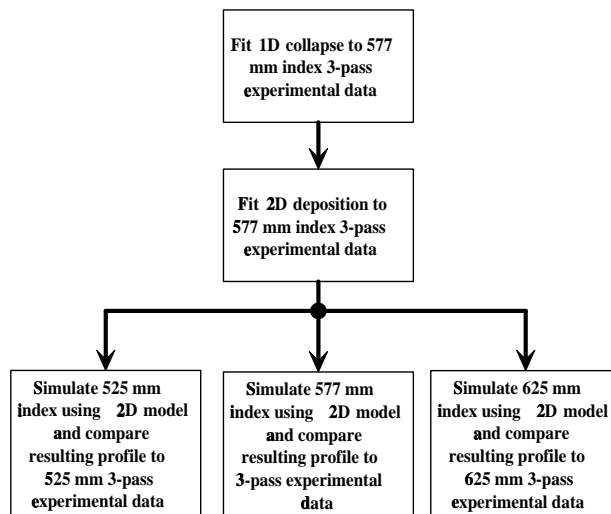 Fit 1D collapse to 577
mm index 3-pass
experimental data
Fit 2D deposition to
577 mm index 3-pass
experimental data
Simulate 525 mm
index using 2D model
and compare
resulting profile to
525 mm 3-pass
experimental data
Simulate 577 mm
index using 2D model
and compare
resulting profile to
3-pass experimental
data
Simulate 625 mm
index using 2D model
and compare
resulting profile to
625 mm 3-pass
experimental data